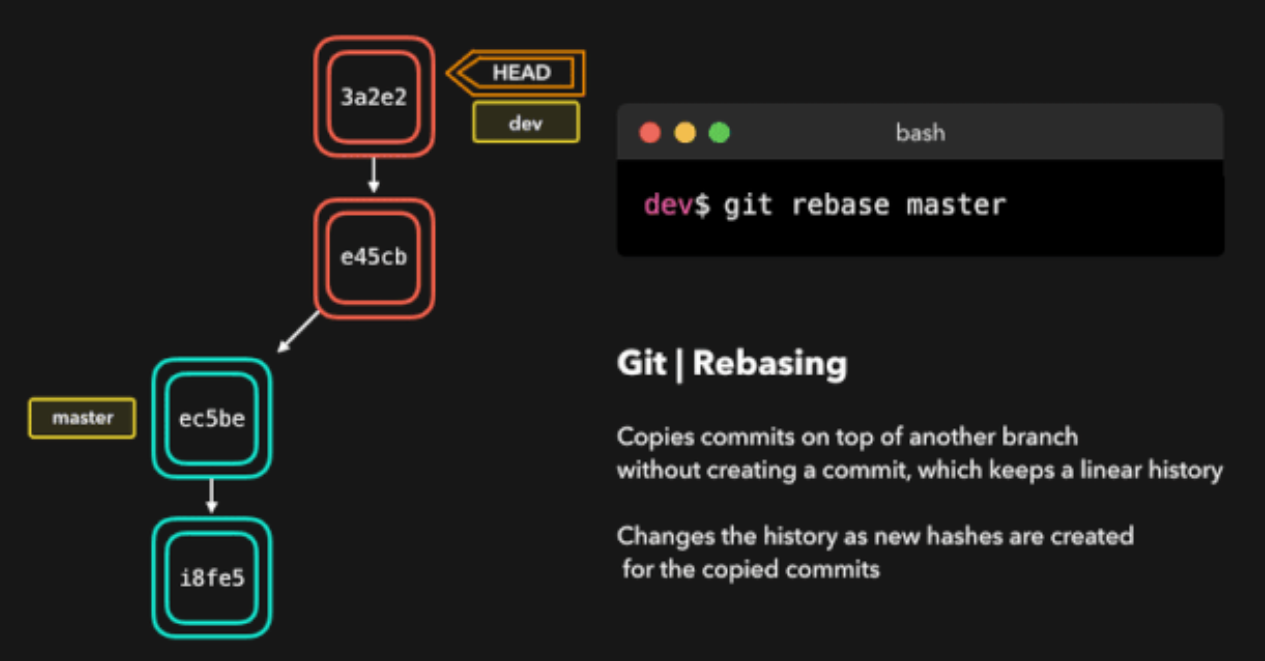 3a2e2
HEAD
dev
e45cb
master
ec5be
i8fe5
bash
dev$ git rebase master
Git | Rebasing
Copies commits on top of another branch
without creating a commit, which keeps a linear history
Changes the history as new hashes are created
for the copied commits